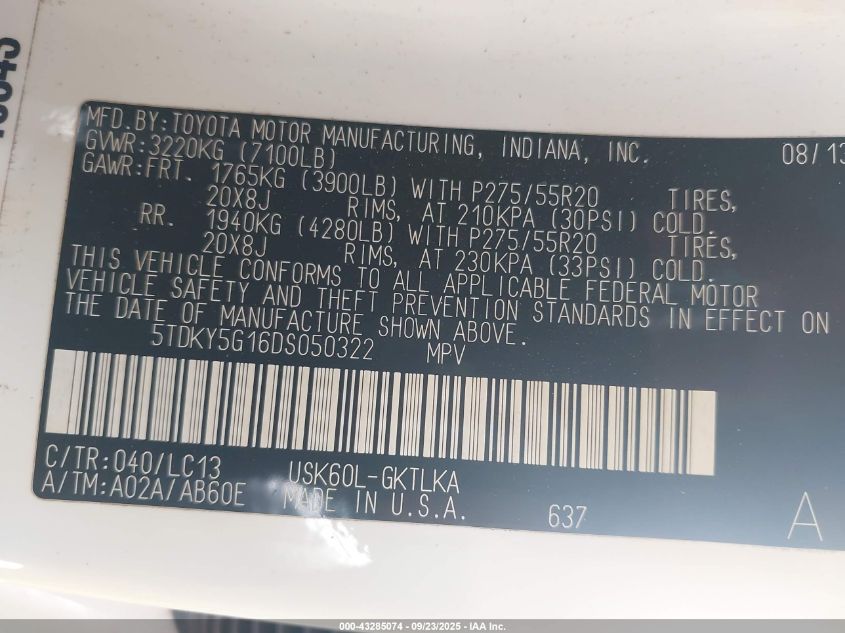 MFD.BY:TOYOTA MOTOR MANUFACTURING, INDIANA, INC. 08/13
GVWR:3220KG (7100LB)
GAWR:FRT. 1765KG (3900LB) WITH P275/55R20 TIRES,
20X8J RIMS, AT 210KPA (30PSI) COLD.
RR. 1940KG (4280LB) WITH P275/55R20 TIRES,
20X8J RIMS, AT 230KPA (33PSI) COLD.
THIS VEHICLE CONFORMS TO ALL APPLICABLE FEDERAL MOTOR
VEHICLE SAFETY AND THEFT PREVENTION STANDARDS IN EFFECT ON
THE DATE OF MANUFACTURE SHOWN ABOVE.
5TDKY5G16DS050322 MPV
C/TR:040/LC13 USK60L-GKTLKA
A/TM:A02A/AB60E MADE IN U.S.A. 637 A
000-43285074 - 09/23/2025 - IAA Inc.